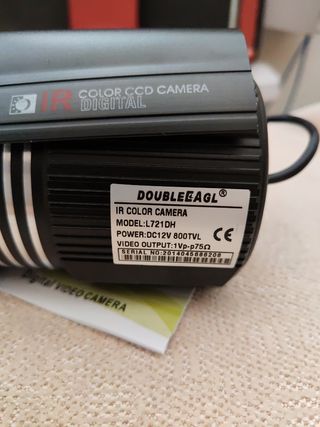 IR COLOR CCD CAMERA
DIGITAL
DOUBLEEAGL®
IR COLOR CAMERA
MODEL:L721DH
POWER:DC12V 800TVL
VIDEO OUTPUT:1Vp-p75Ω
SERIAL NO:2014045886208
CE
Digital VIDEO CAMERA